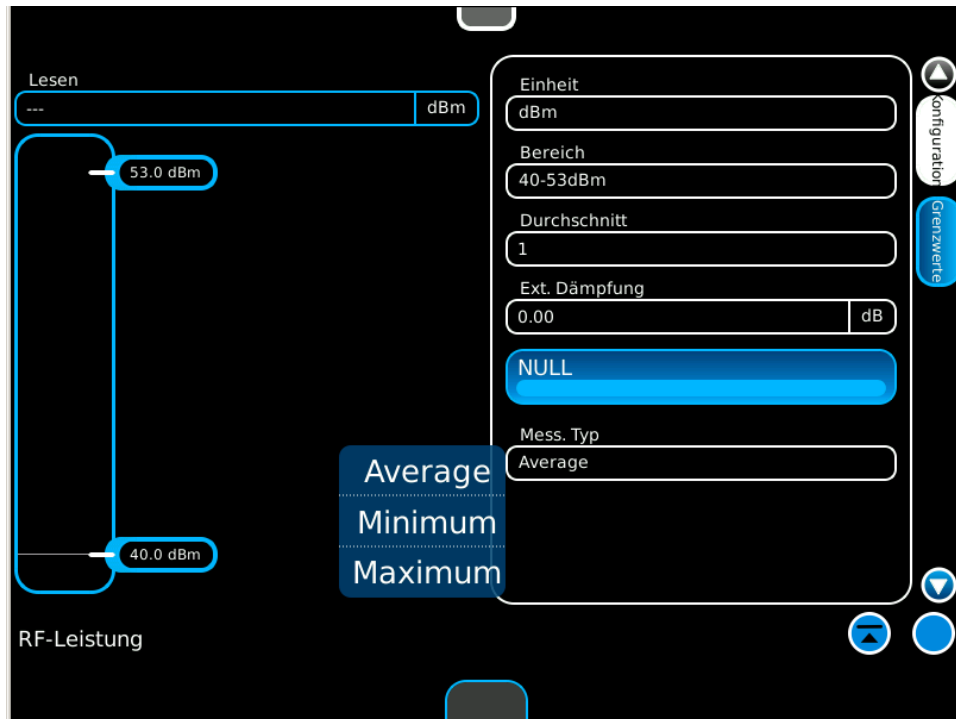 Lesen
--- dBm
53.0 dBm
40.0 dBm
RF-Leistung
Einheit
dBm
Bereich
40-53dBm
Durchschnitt
1
Ext. Dämpfung
0.00 dB
NULL
Mess. Typ
Average
Average
Minimum
Maximum
Konfiguration
Grenzwerte